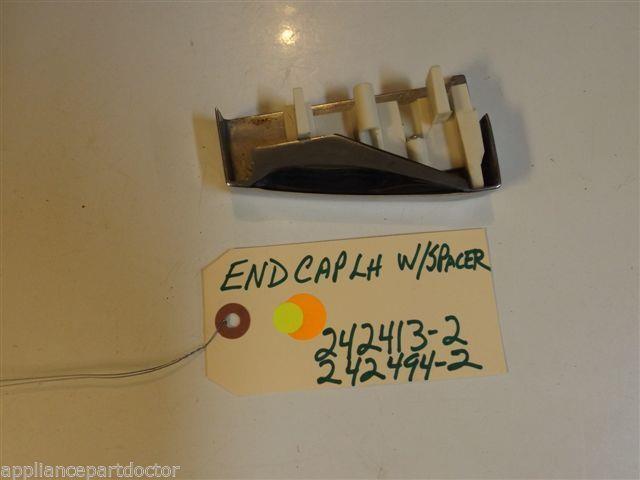 END CAP LH W/SPACER
242413-2
242494-2
appliancepartdoctor